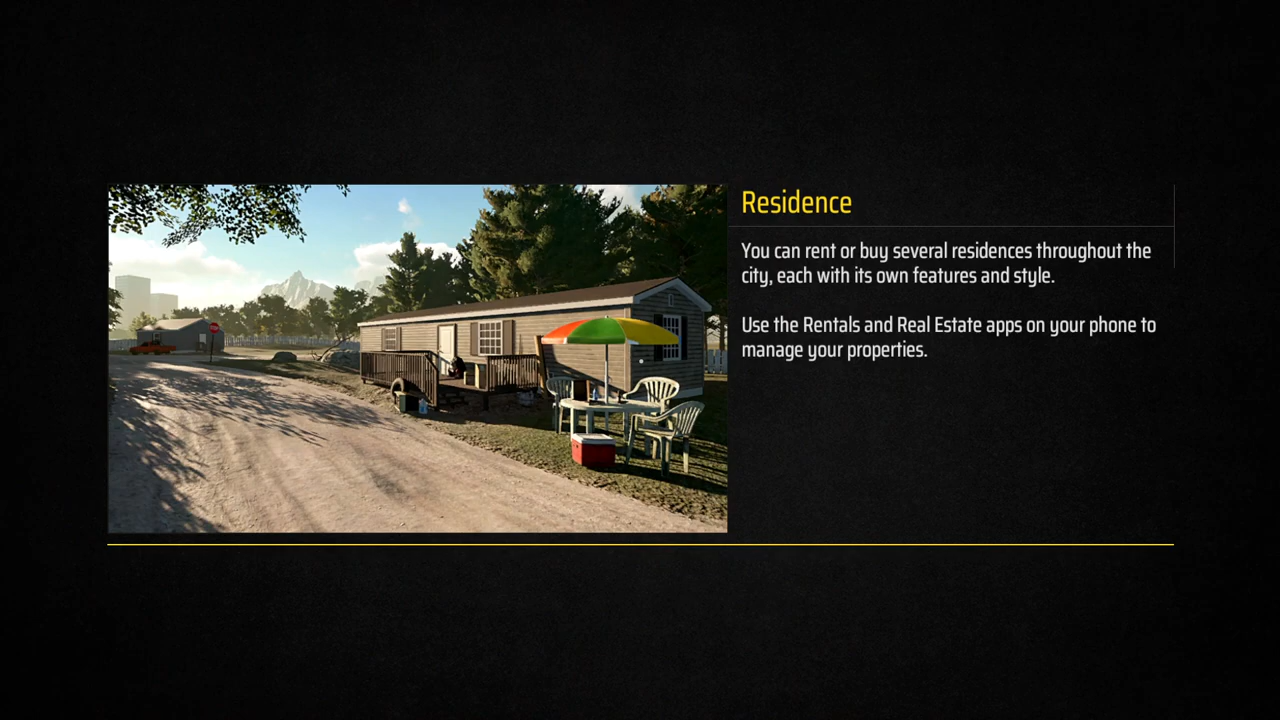 Residence
You can rent or buy several residences throughout the
city, each with its own features and style.
Use the Rentals and Real Estate apps on your phone to
manage your properties.